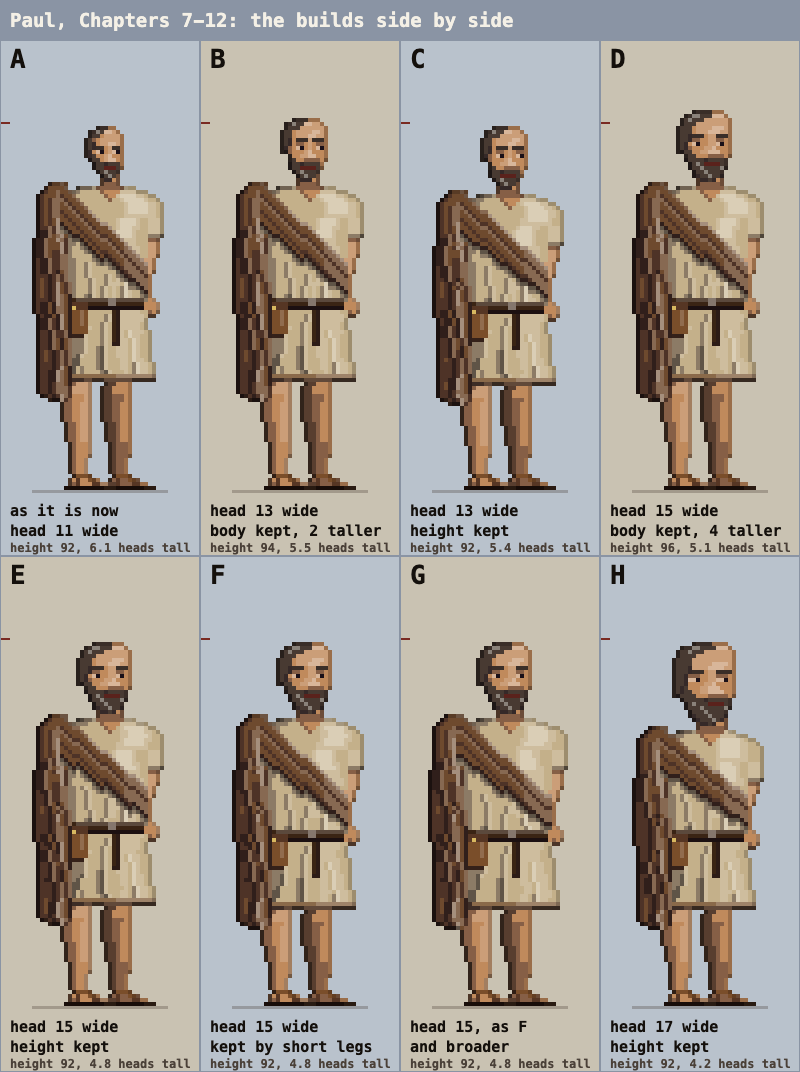 Paul, Chapters 7–12: the builds side by side
A
B
C
D
as it is now
head 11 wide
height 92, 6.1 heads tall
head 13 wide
body kept, 2 taller
height 94, 5.5 heads tall
head 13 wide
height kept
height 92, 5.4 heads tall
head 15 wide
body kept, 4 taller
height 96, 5.1 heads tall
E
F
G
H
head 15 wide
height kept
height 92, 4.8 heads tall
head 15 wide
kept by short legs
height 92, 4.8 heads tall
head 15, as F
and broader
height 92, 4.8 heads tall
head 17 wide
height kept
height 92, 4.2 heads tall